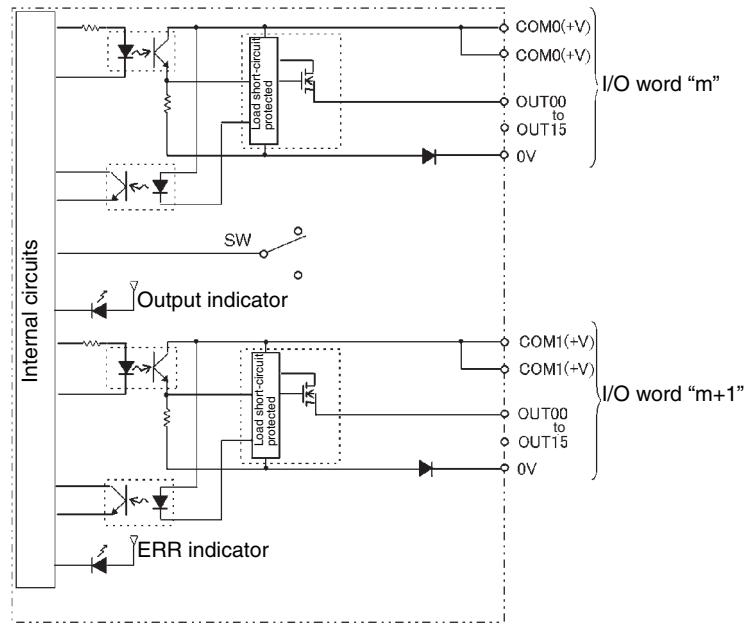 COM0(+V)
COM0(+V)
I/O word “m”
Load short-circuit
protected
OUT00
to
OUT15
0V
SW
Internal circuits
Output indicator
COM1(+V)
COM1(+V)
I/O word “m+1”
Load short-circuit
protected
OUT00
to
OUT15
0V
ERR indicator